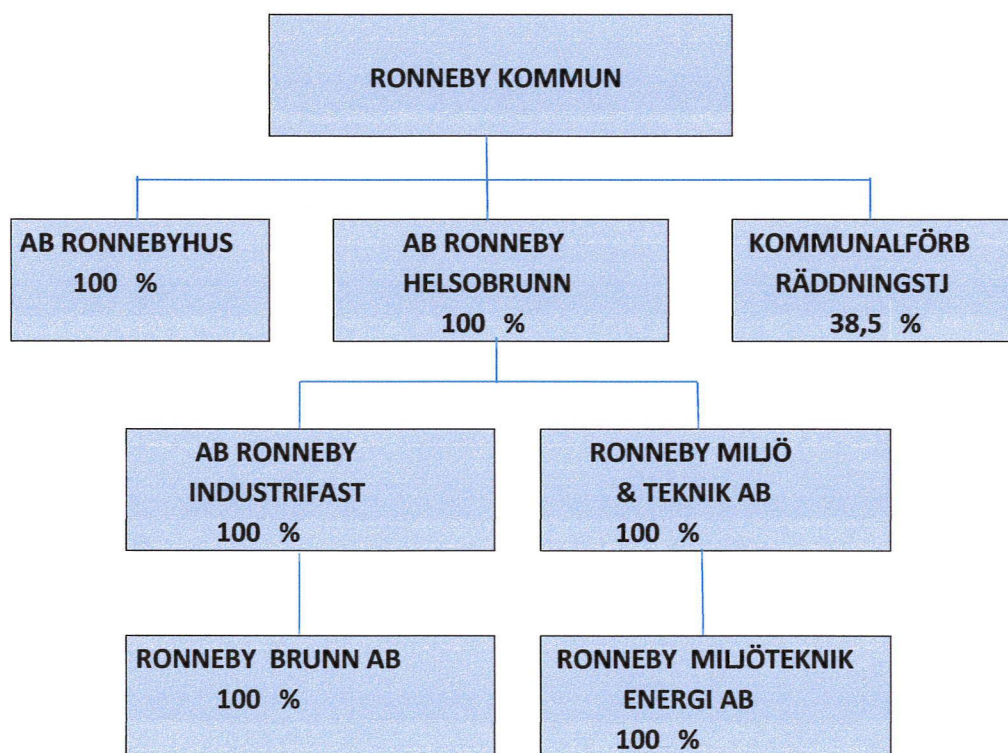 RONNEBY KOMMUN
AB RONNEBYHUS
100 %
AB RONNEBY
HELSOBRUNN
100 %
KOMMUNALFÖRB
RÄDDNINGSTJ
38,5 %
AB RONNEBY
INDUSTRIFAST
100 %
RONNEBY MILJÖ
& TEKNIK AB
100 %
RONNEBY BRUNN AB
100 %
RONNEBY MILJÖTEKNIK
ENERGI AB
100 %